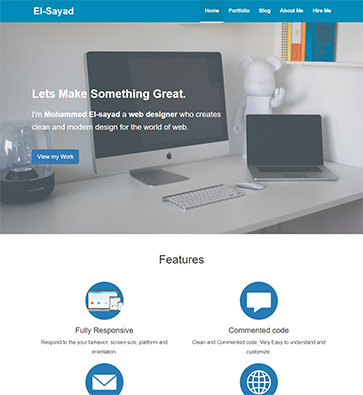 El-Sayad
Home Portfolio Blog About Me Hire Me
Lets Make Something Great.
I'm Mohammed El-sayad a web designer who creates
clean and modern design for the world of web.
View my Work
Features
Fully Responsive
Respond to the your behavior, screen size, platform and
orientation.
Commented code
Clean and Commented code, Very Easy to understand and
customize.